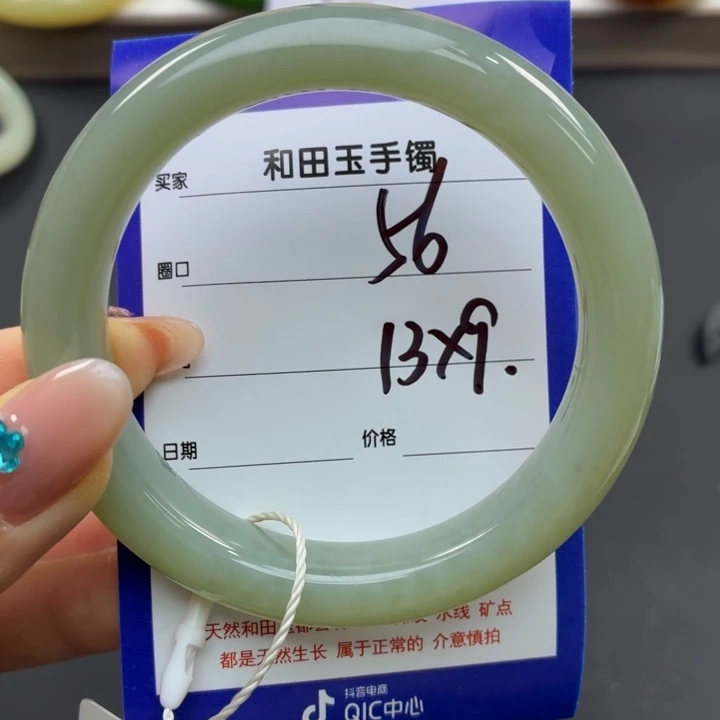 和田玉手镯
买家
56
圈口
13×9.
日期 价格
天然和田 水线 矿点
都是天然生长 属于正常的 介意慎拍
抖音电商
QIC中心